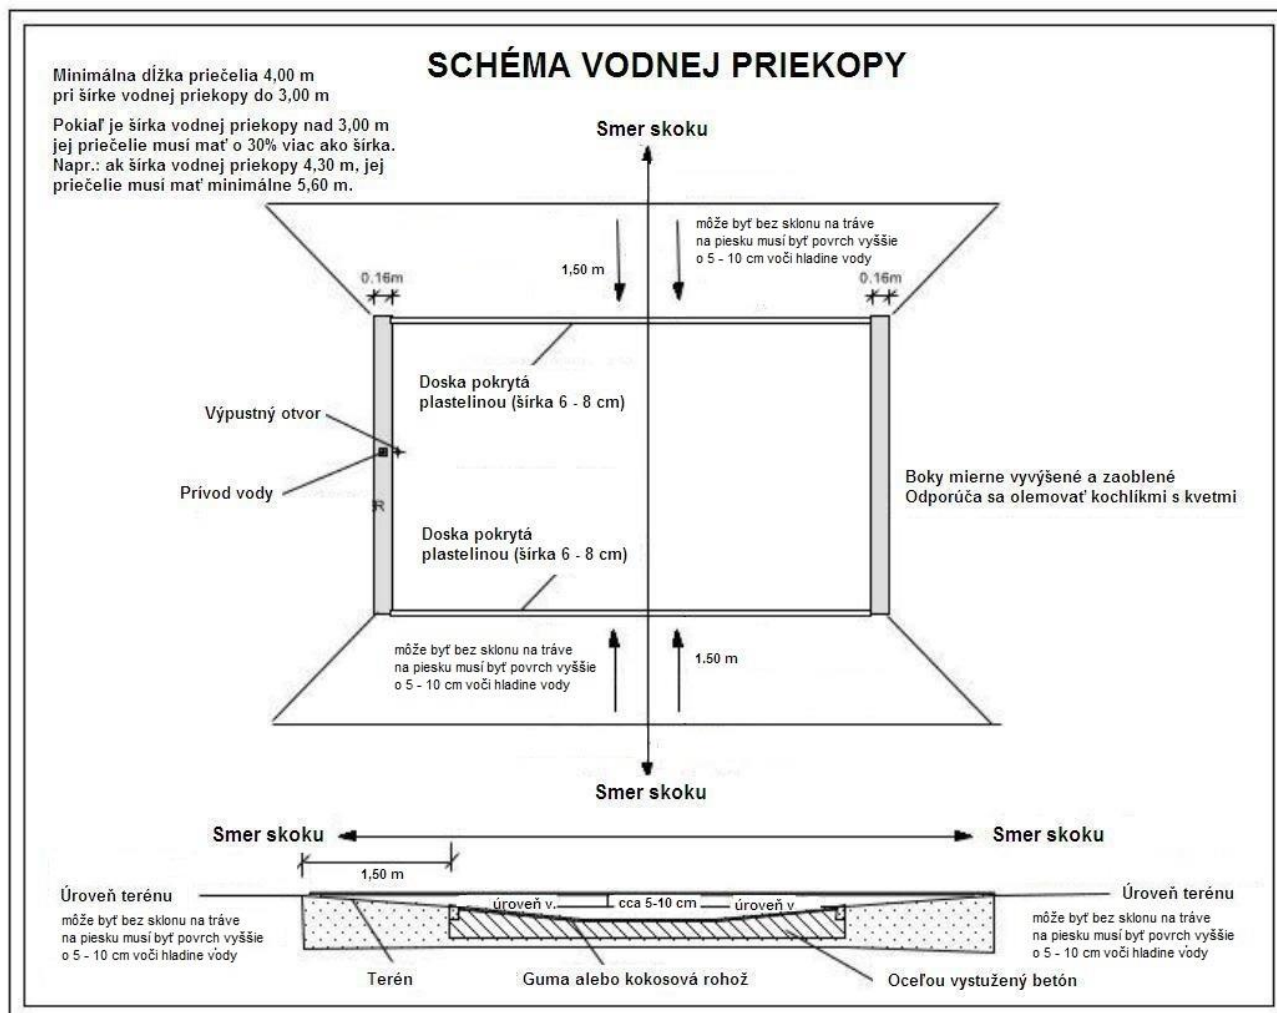 SCHÉMA VODNEJ PRIEKOPY
Minimálna dĺžka priečelia 4,00 m
pri šírke vodnej priekopy do 3,00 m
Pokiaľ je šírka vodnej priekopy nad 3,00 m
jej priečelie musí mať o 30% viac ako šírka.
Napr.: ak šírka vodnej priekopy 4,30 m, jej
priečelie musí mať minimálne 5,60 m.
Smer skoku
môže byť bez sklonu na tráve
na piesku musí byť povrch vyššie
o 5 - 10 cm voči hladine vody
1,50 m
0.16m
0.16m
Doska pokrytá
plastelinou (šírka 6 - 8 cm)
Výpustný otvor
Prívod vody
R
Boky mierne vyvýšené a zaoblené
Odporúča sa olemovať kochlíkmi s kvetmi
Doska pokrytá
plastelinou (šírka 6 - 8 cm)
môže byť bez sklonu na tráve
na piesku musí byť povrch vyššie
o 5 - 10 cm voči hladine vody
1.50 m
Smer skoku
Smer skoku
Smer skoku
1,50 m
Úroveň terénu
Úroveň terénu
úroveň v.
cca 5-10 cm
úroveň v
môže byť bez sklonu na tráve
na piesku musí byť povrch vyššie
o 5 - 10 cm voči hladine vody
môže byť bez sklonu na tráve
na piesku musí byť povrch vyššie
o 5 - 10 cm voči hladine vody
Terén
Guma alebo kokosová rohož
Oceľou vystužený betón